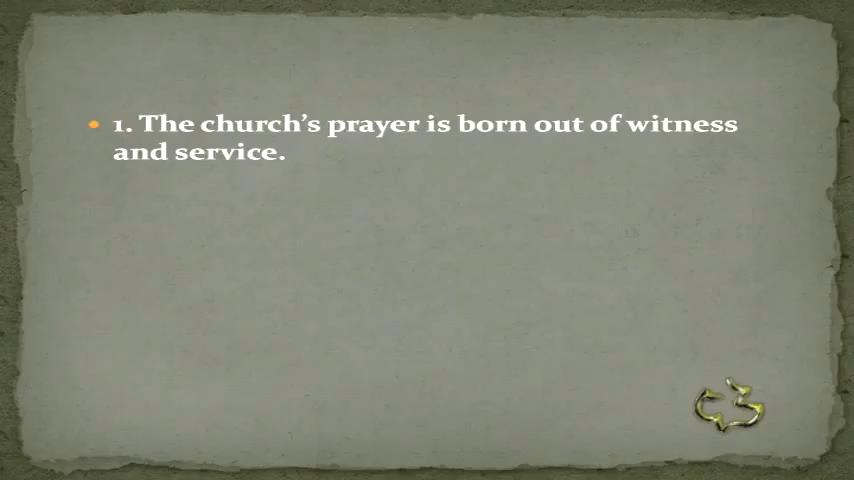 1. The church's prayer is born out of witness
and service.